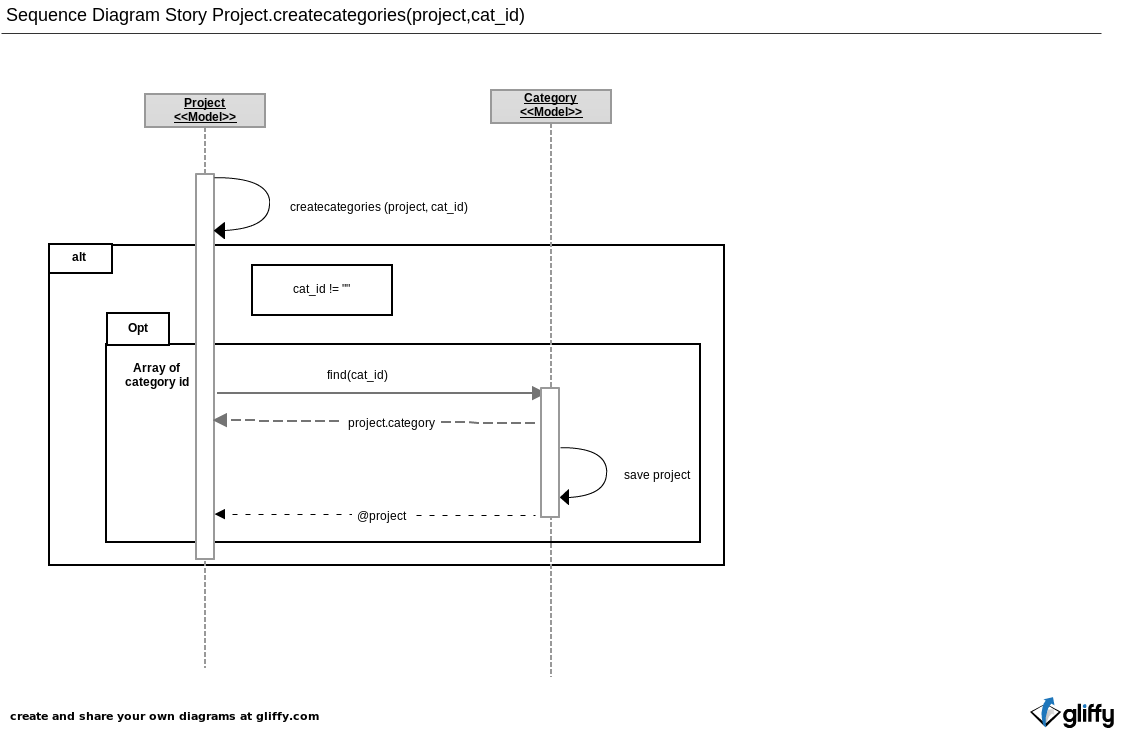 Sequence Diagram Story Project.createcategories(project,cat_id)
Project
<<Model>>
Category
<<Model>>
createcategories (project, cat_id)
alt
cat_id != ""
Opt
Array of
category id
find(cat_id)
project.category
save project
@project
create and share your own diagrams at gliffy.com
gliffy